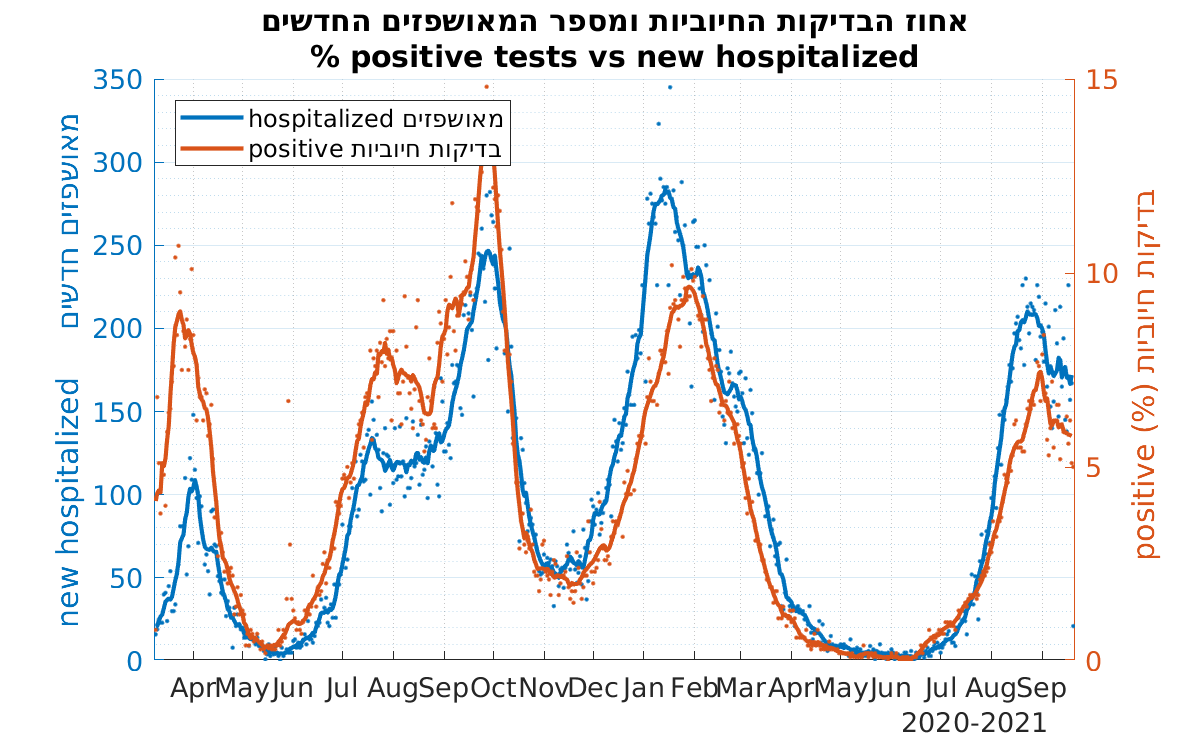 אחוז הבדיקות החיוביות ומספר המאושפזים החדשים
% positive tests vs new hospitalized
350
300
250
200
150
100
50
0
new hospitalized מאושפזים חדשים
hospitalized מאושפזים
positive בדיקות חיוביות
15
10
5
0
positive (%) בדיקות חיוביות
Apr May Jun Jul Aug Sep Oct Nov Dec Jan Feb Mar Apr May Jun Jul Aug Sep
2020-2021